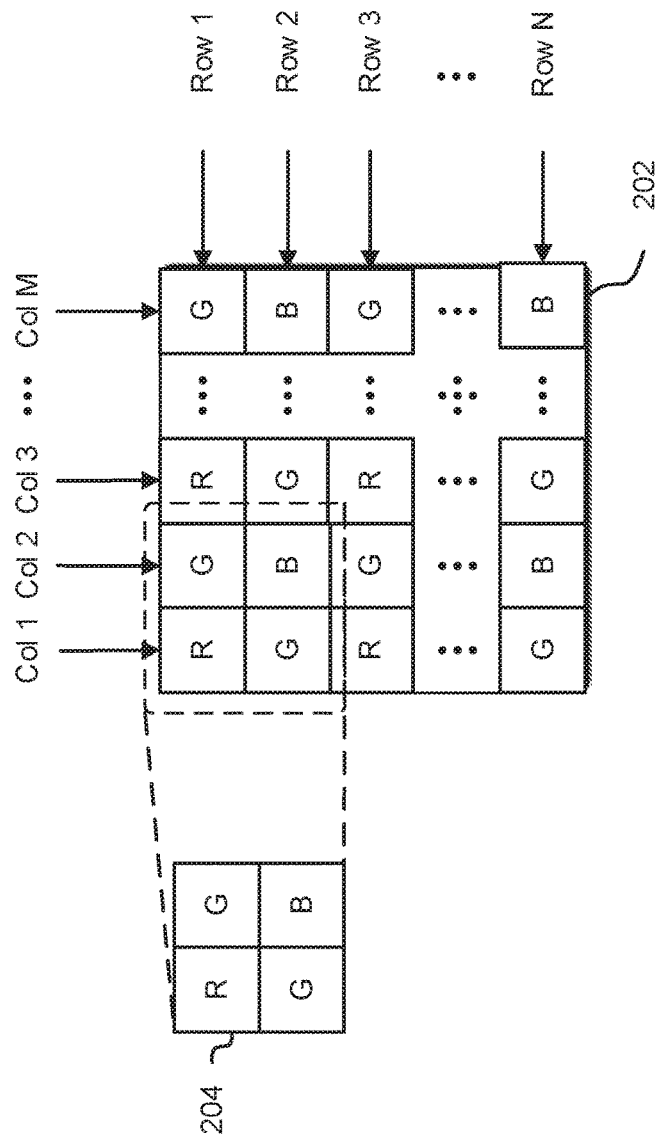 Col 1 Col 2 Col 3 ••• Col M
204 R G R G R ••• G Row 1
G B G B G ••• B Row 2
R G R ••• G Row 3
••• ••• ••• ••• •••
G B G ••• B Row N
202